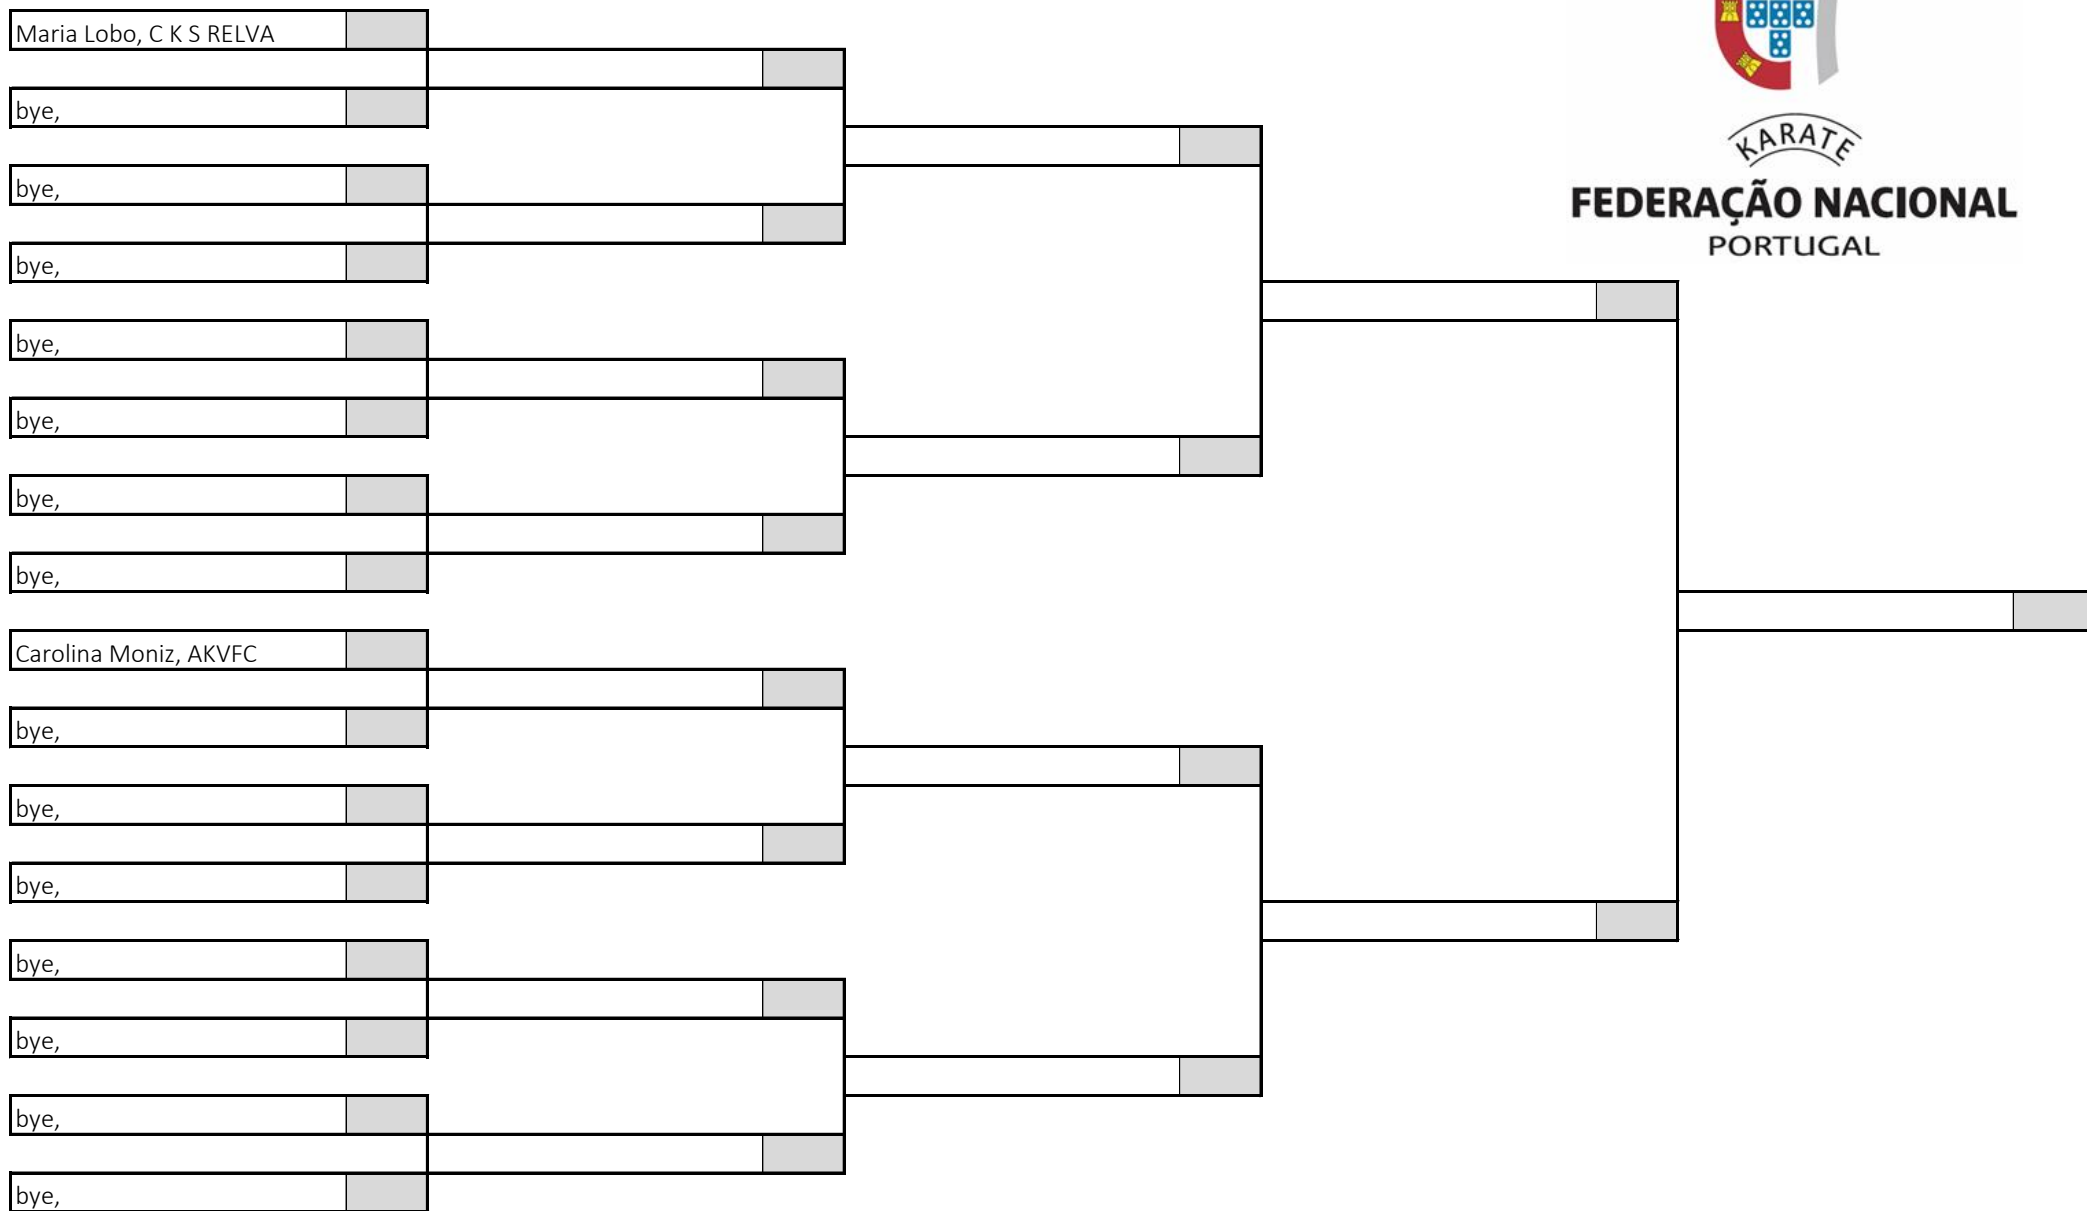 Maria Lobo, C K S RELVA
bye,
bye,
bye,
bye,
bye,
bye,
bye,
Carolina Moniz, AKVFC
bye,
bye,
bye,
bye,
bye,
bye,
bye,
KARATE
FEDERAÇÃO NACIONAL
PORTUGAL